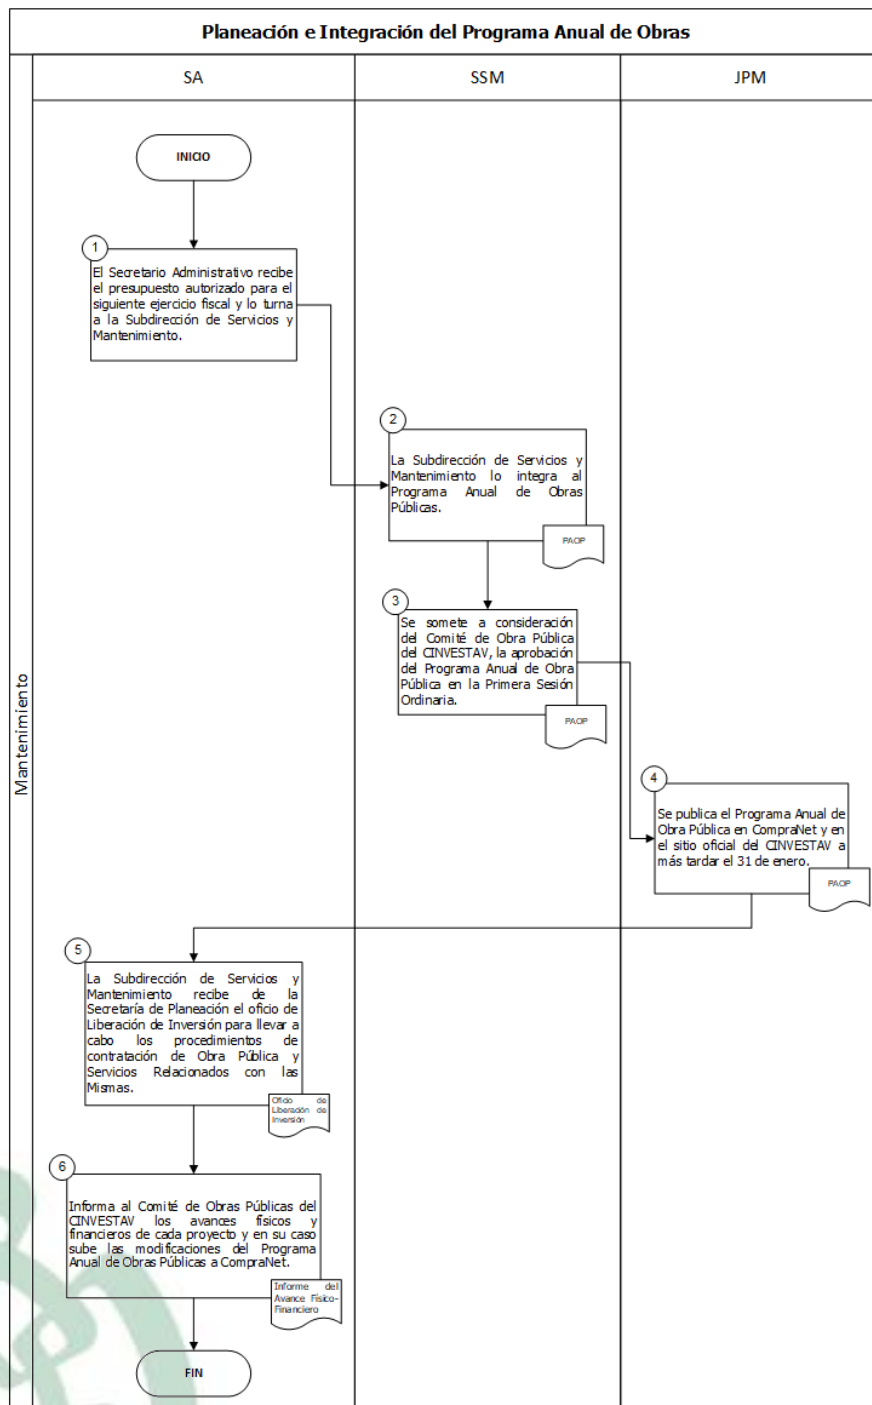 Planeación e Integración del Programa Anual de Obras
SA
SSM
JPM
Mantenimiento
INICIO
1
El Secretario Administrativo recibe
el presupuesto autorizado para el
siguiente ejercicio fiscal y lo turna
a la Subdirección de Servicios y
Mantenimiento.
2
La Subdirección de Servicios y
Mantenimiento lo integra al
Programa Anual de Obras
Públicas.
PAOP
3
Se somete a consideración
del Comité de Obra Pública
del CINVESTAV, la aprobación
del Programa Anual de Obra
Pública en la Primera Sesión
Ordinaria.
PAOP
4
Se publica el Programa Anual de
Obra Pública en CompraNet y en
el sitio oficial del CINVESTAV a
más tardar el 31 de enero.
PAOP
5
La Subdirección de Servicios y
Mantenimiento recibe de la
Secretaría de Planeación el oficio de
Liberación de Inversión para llevar a
cabo los procedimientos de
contratación de Obra Pública y
Servicios Relacionados con las
Mismas.
Oficio de
Liberación de
Inversión
6
Informa al Comité de Obras Públicas del
CINVESTAV los avances físicos y
financieros de cada proyecto y en su caso
sube las modificaciones del Programa
Anual de Obras Públicas a CompraNet.
Informe del
Avance Físico-
Financiero
FIN